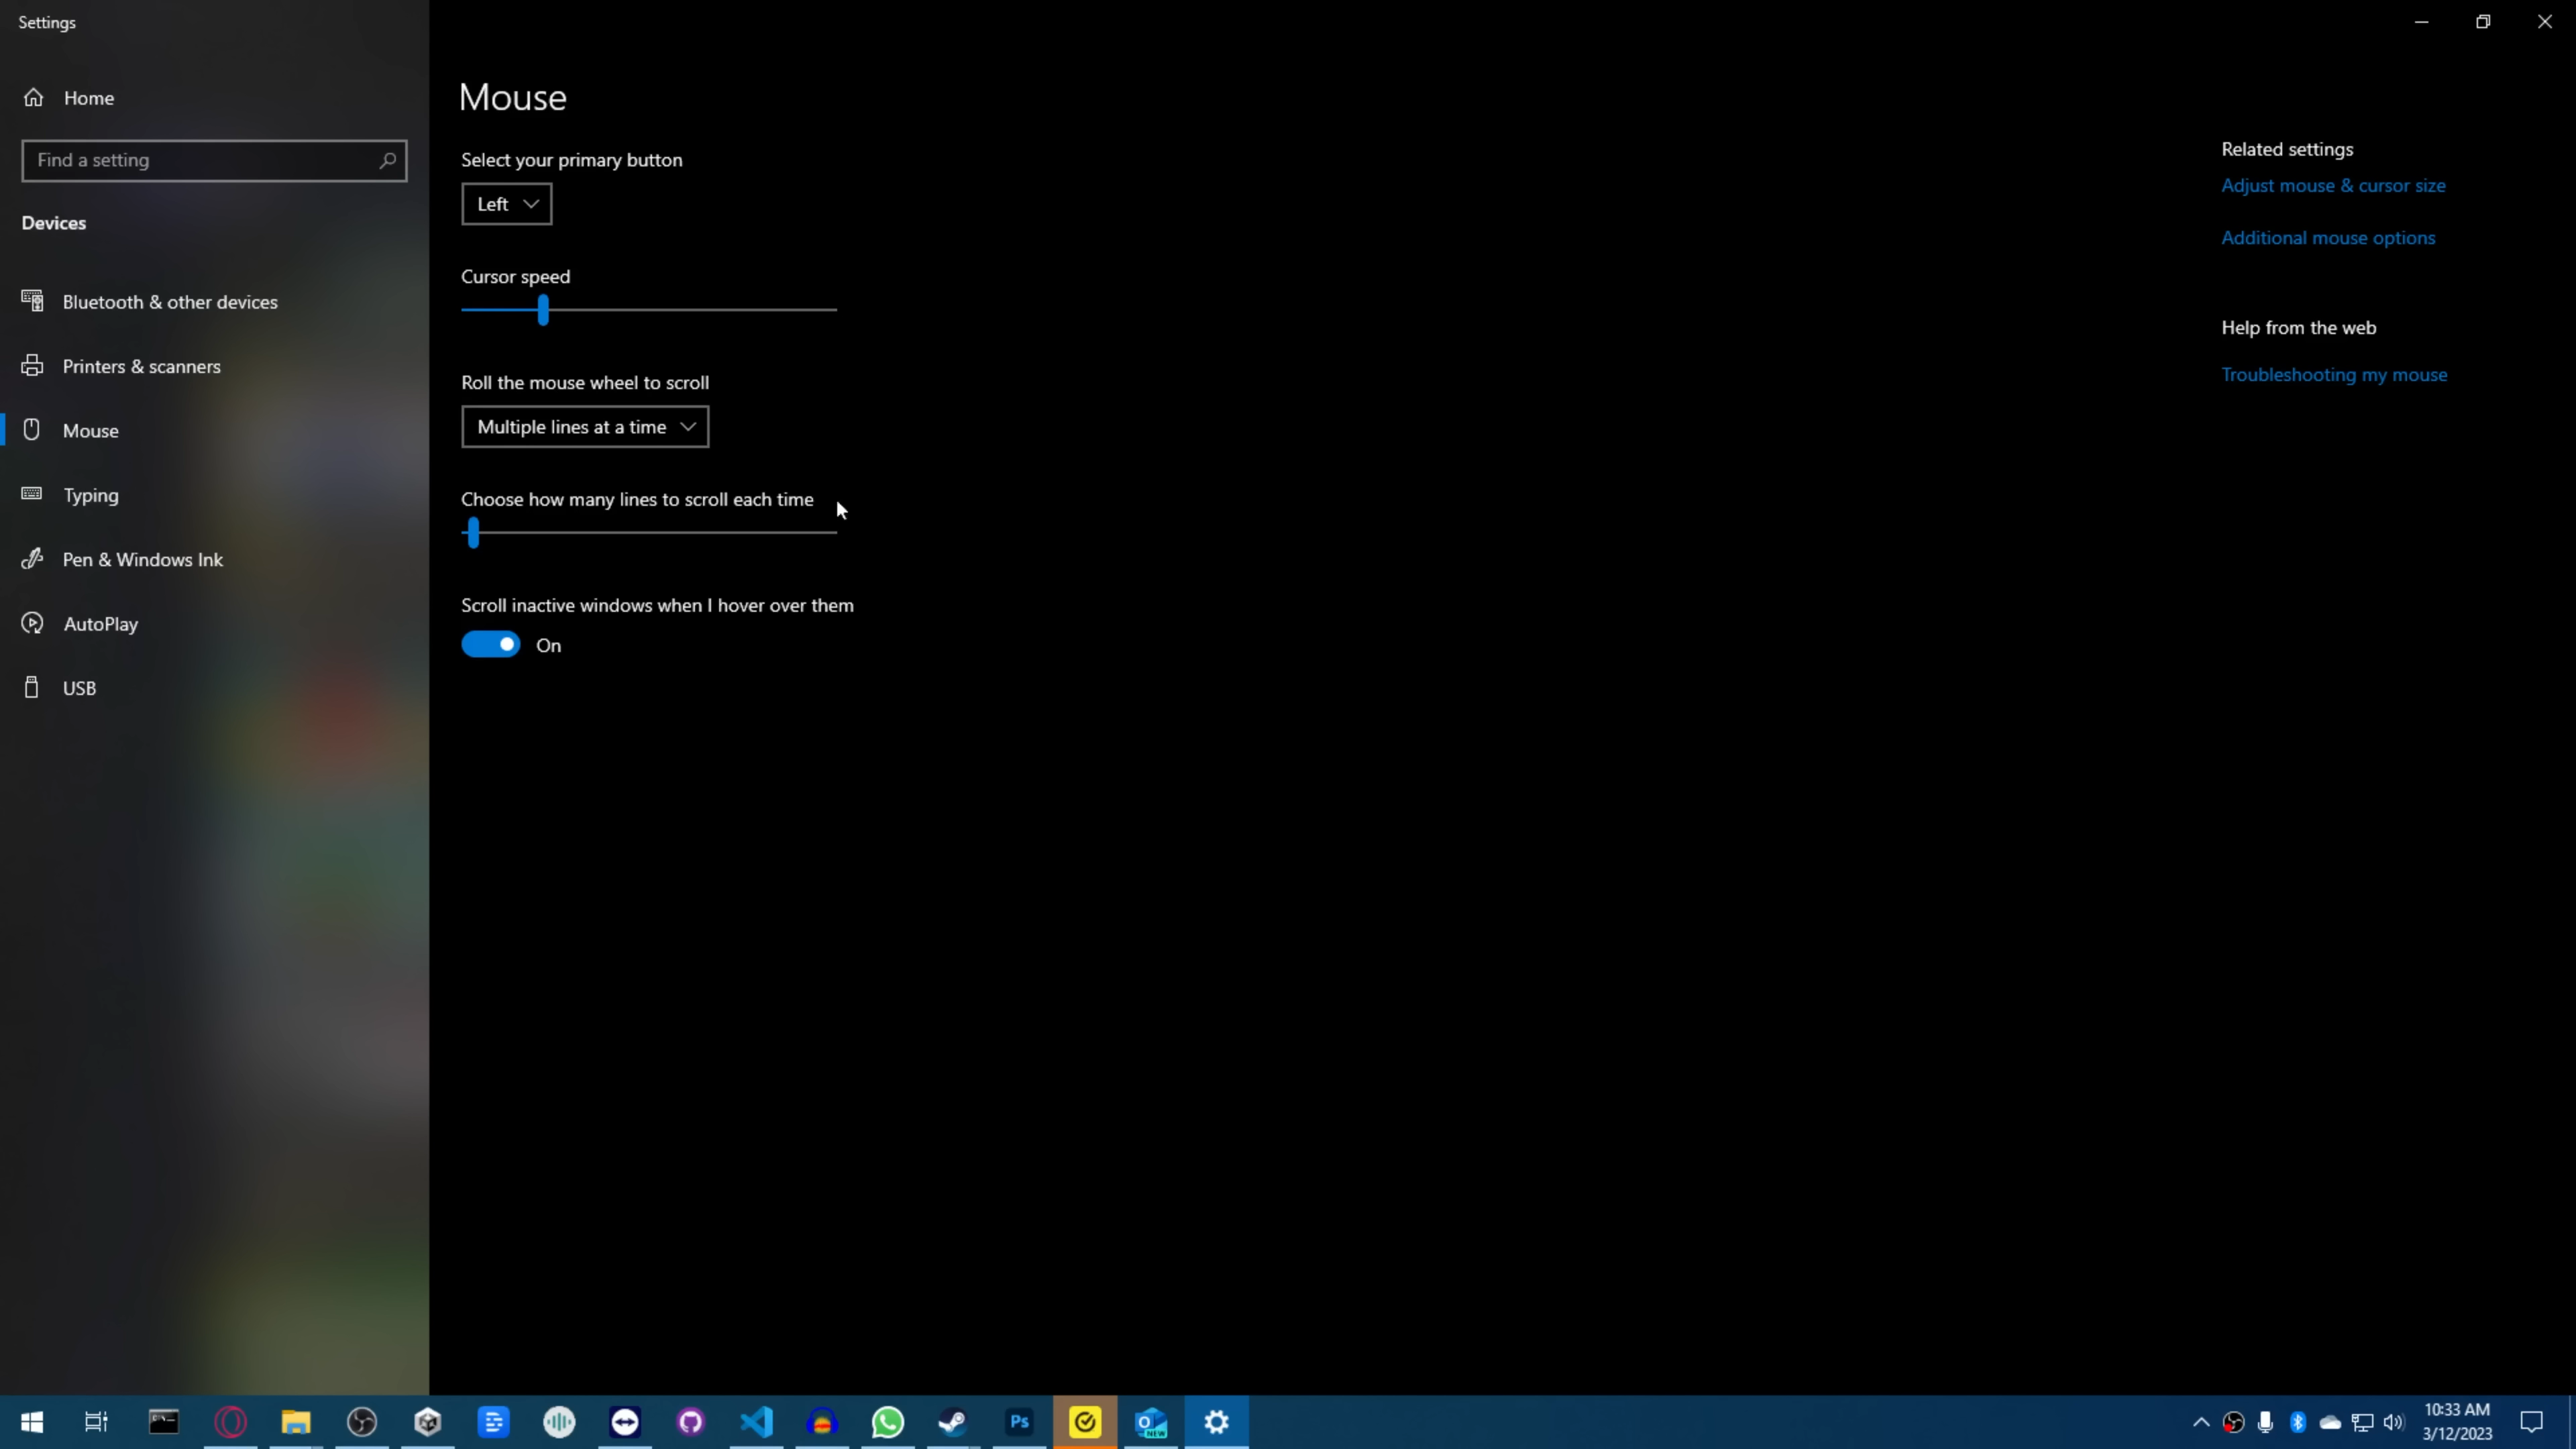 Settings
Home
Find a setting
Devices
Bluetooth & other devices
Printers & scanners
Mouse
Typing
Pen & Windows Ink
AutoPlay
USB
Mouse
Select your primary button
Left
Cursor speed
Roll the mouse wheel to scroll
Multiple lines at a time
Choose how many lines to scroll each time
Scroll inactive windows when I hover over them
On
Related settings
Adjust mouse & cursor size
Additional mouse options
Help from the web
Troubleshooting my mouse
Ps
NEW
10:33 AM
3/12/2023